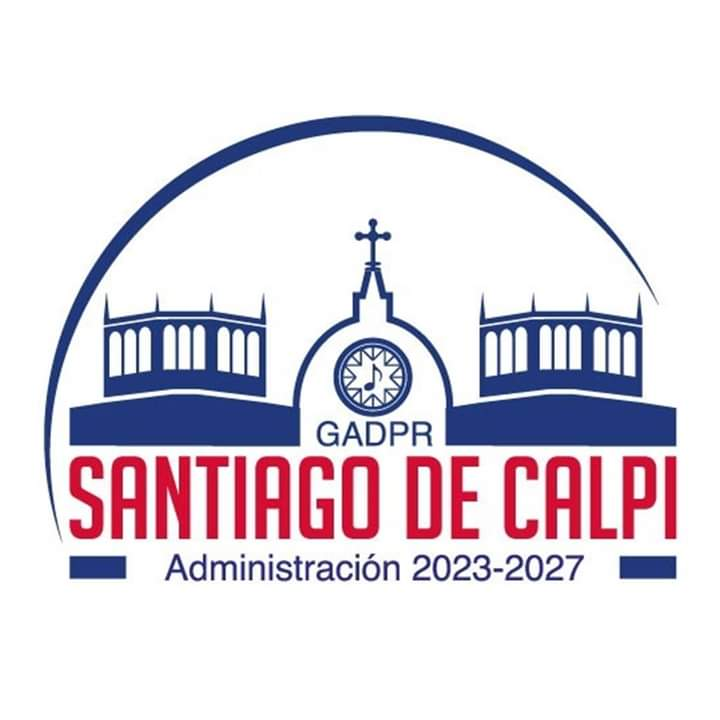 GADPR
SANTIAGO DE CALPI
Administración 2023-2027